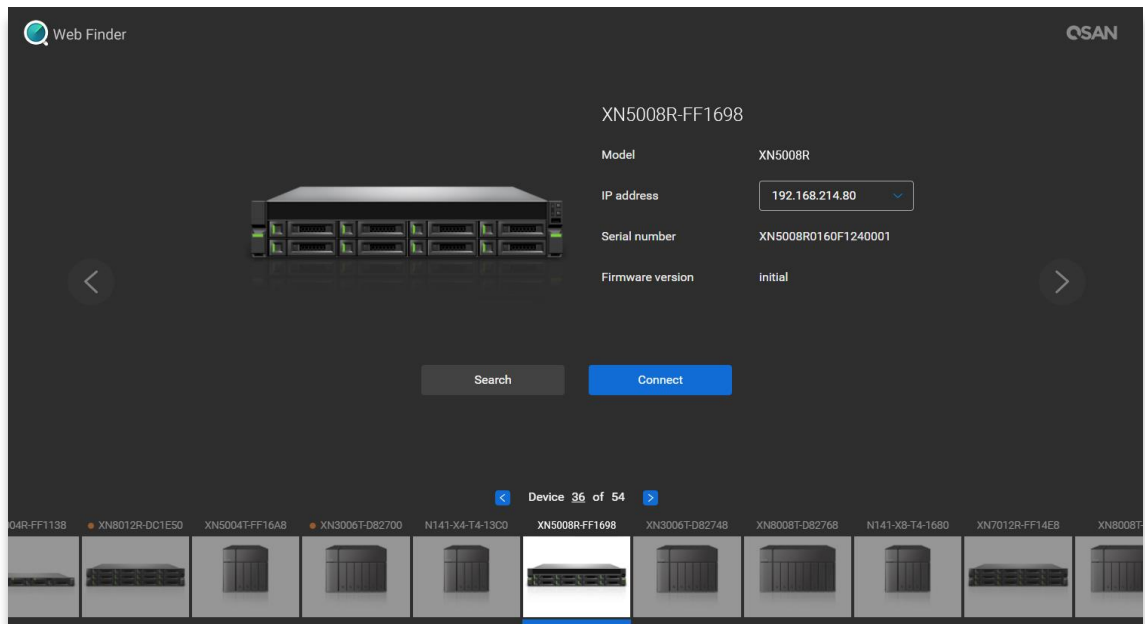 Web Finder
QSAN
XN5008R-FF1698
Model XN5008R
IP address 192.168.214.80
Serial number XN5008R0160F1240001
Firmware version initial
Search Connect
Device 36 of 54
04R-FF1138 XN8012R-DC1E50 XN5004T-FF16A8 XN3006T-D82700 N141-X4-T4-13C0 XN5008R-FF1698 XN3006T-D82748 XN8008T-D82768 N141-X8-T4-1680 XN7012R-FF14E8 XN8008T-